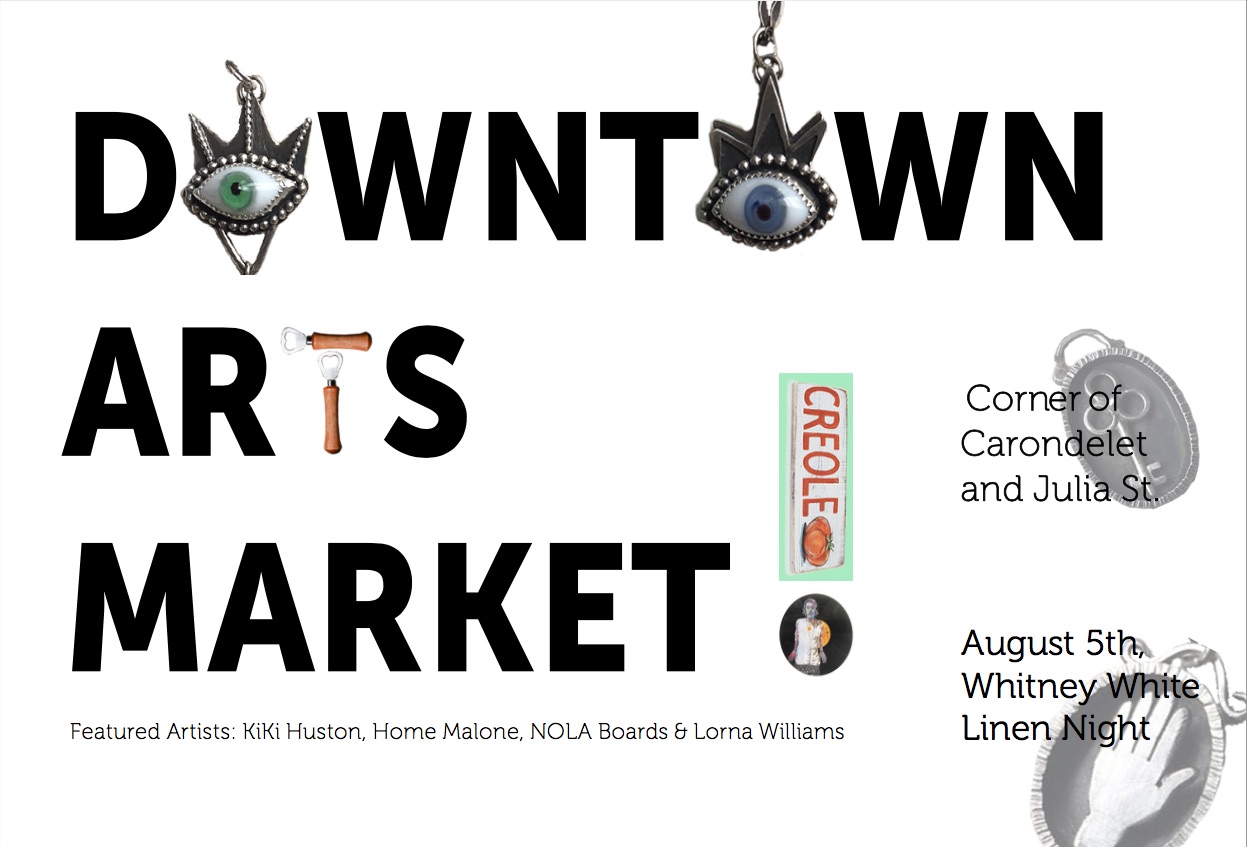 DOWNTOWN
ARTS
MARKET!
CREOLE
Corner of
Carondelet
and Julia St.
August 5th,
Whitney White
Linen Night
Featured Artists: KiKi Huston, Home Malone, NOLA Boards & Lorna Williams